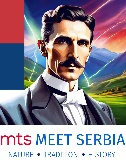 mts MEET SERBIA
NATURE • TRADITION • HISTORY